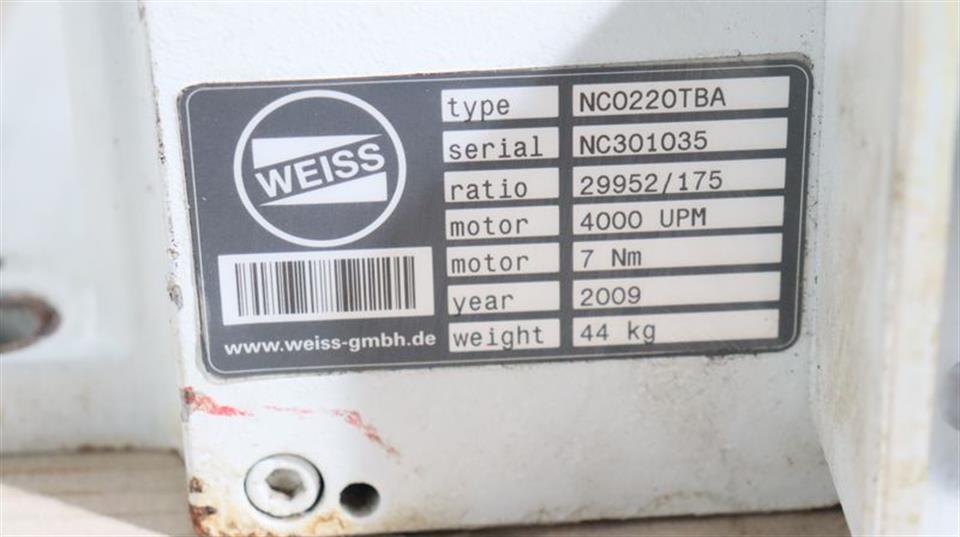 WEISS
www.weiss-gmbh.de
type NC0220TBA
serial NC301035
ratio 29952/175
motor 4000 UPM
motor 7 Nm
year 2009
weight 44 kg